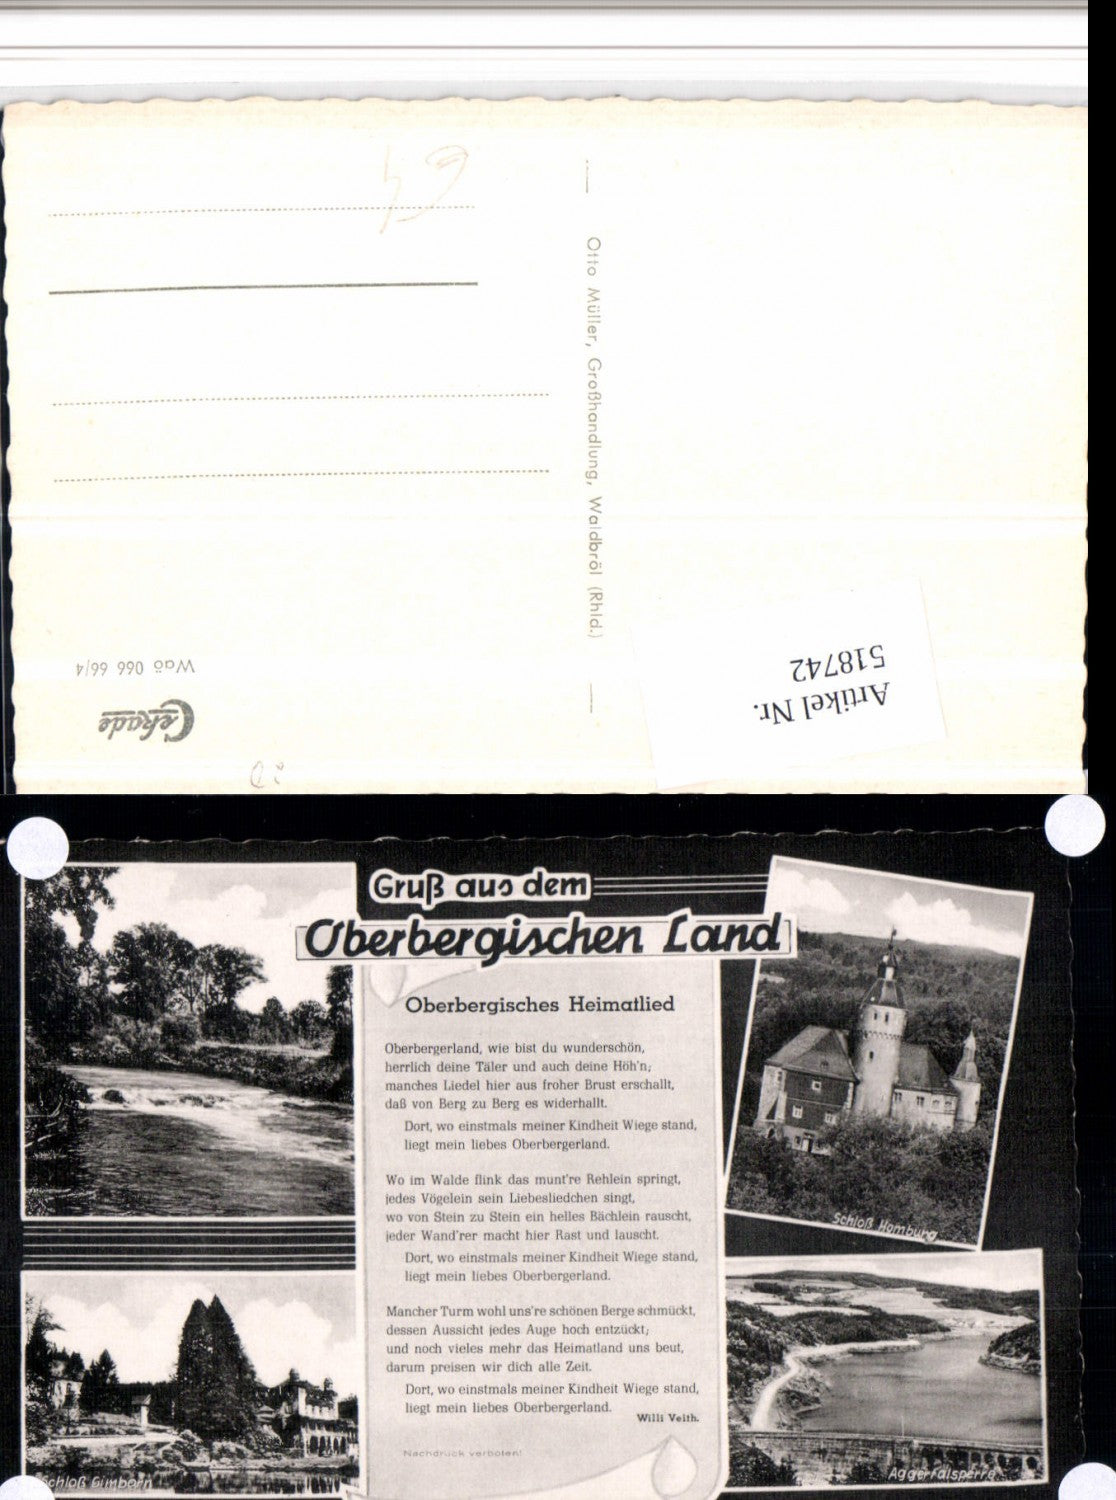 64
Otto Müller, Großhandlung, Waldbröl (Rhld.)
Artikel Nr.
518742
Waö 066 66/4
Cekade
Gruß aus dem
Oberbergischen Land
Oberbergisches Heimatlied
Oberbergerland, wie bist du wunderschön,
herrlich deine Täler und auch deine Höh'n;
manches Liedel hier aus froher Brust erschallt,
daß von Berg zu Berg es widerhallt.
Dort, wo einstmals meiner Kindheit Wiege stand,
liegt mein liebes Oberbergerland.
Wo im Walde flink das munt're Rehlein springt,
jedes Vögelein sein Liebesliedchen singt,
wo von Stein zu Stein ein helles Bächlein rauscht,
jeder Wand'rer macht hier Rast und lauscht.
Dort, wo einstmals meiner Kindheit Wiege stand,
liegt mein liebes Oberbergerland.
Mancher Turm wohl uns're schönen Berge schmückt,
dessen Aussicht jedes Auge hoch entzückt;
und noch vieles mehr das Heimatland uns beut,
darum preisen wir dich alle Zeit.
Dort, wo einstmals meiner Kindheit Wiege stand,
liegt mein liebes Oberbergerland.
Willi Veith.
Nachdruck verboten!
Schloß Homburg
Schloß Gimborn
Aggertalsperre